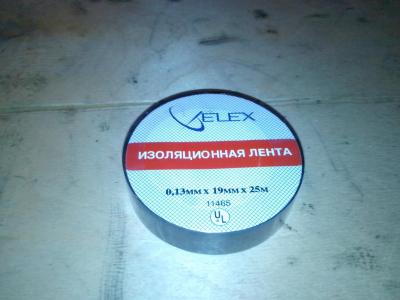 VELEX
ИЗОЛЯЦИОННАЯ ЛЕНТА
0,13мм х 19мм х 25м
11465
UL